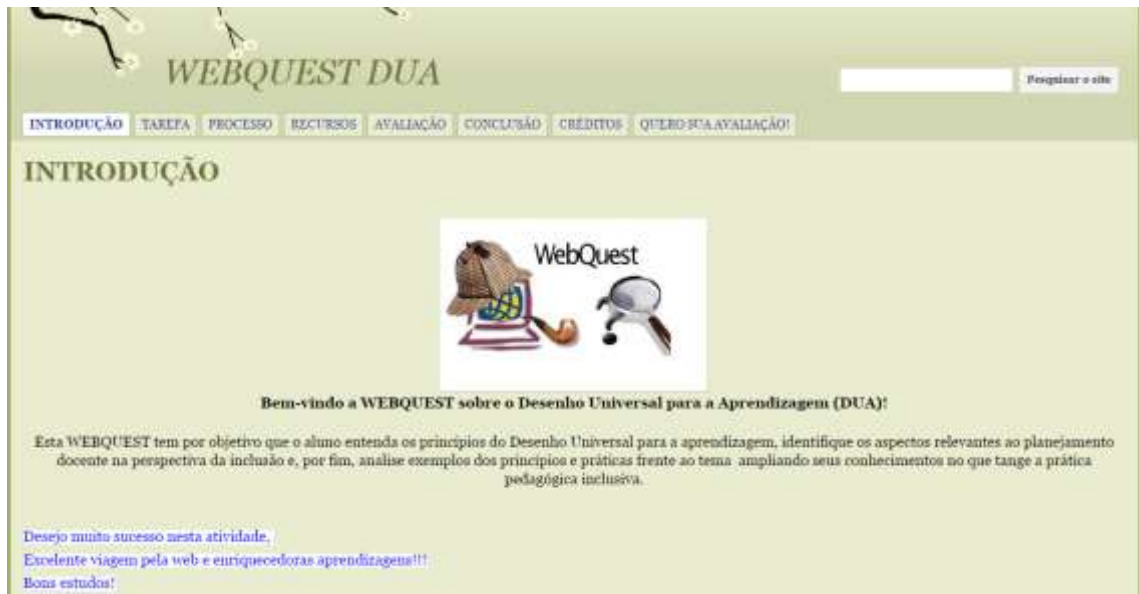 WEBQUEST DUA
Pesquisar o site
INTRODUÇÃO TAREFA PROCESSO RECURSOS AVALIAÇÃO CONCLUSÃO CRÉDITOS QUERO SUA AVALIAÇÃO!
INTRODUÇÃO
WebQuest
Bem-vindo a WEBQUEST sobre o Desenho Universal para a Aprendizagem (DUA)!
Esta WEBQUEST tem por objetivo que o aluno entenda os princípios do Desenho Universal para a aprendizagem, identifique os aspectos relevantes ao planejamento
docente na perspectiva da inclusão e, por fim, analise exemplos dos princípios e práticas frente ao tema ampliando seus conhecimentos no que tange a prática
pedagógica inclusiva.
Desejo muito sucesso nesta atividade,
Excelente viagem pela web e enriquecedoras aprendizagens!!!
Bons estudos!